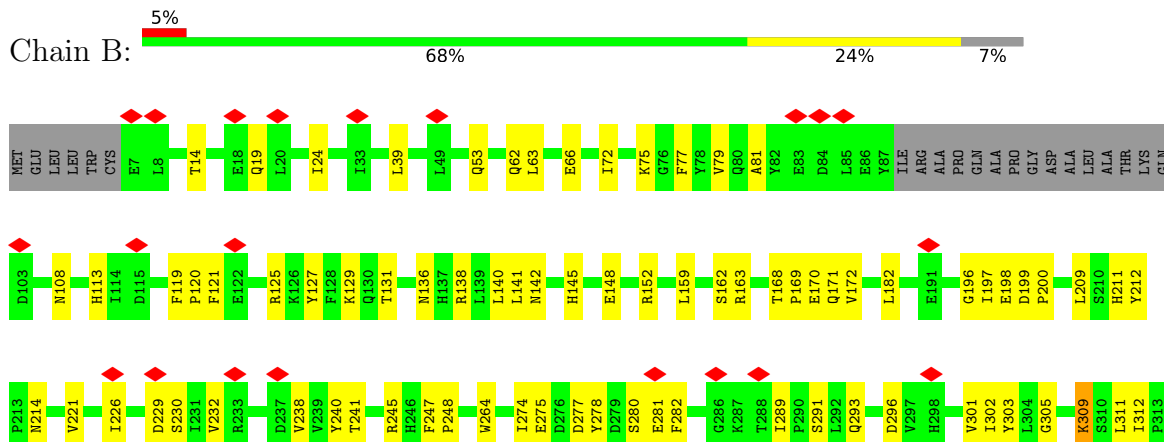 5%
Chain B:
68% 24% 7%
MET GLU LEU LEU TRP CYS E7 L8 T14 E18 Q19 L20 I24 I33 L39 L49 Q53 Q62 L63 E66 I72 K75 G76 F77 Y78 V79 Q80 A81 Y82 E83 D84 L85 E86 Y87 ILE ARG ALA PRO GLN ALA PRO GLY ASP ALA LEU ALA THR LYS GLN
D103 N108 H113 I114 D115 F119 P120 F121 E122 R125 K126 Y127 F128 K129 Q130 T131 N136 H137 R138 L139 L140 L141 N142 H145 E148 R152 L159 S162 R163 T168 P169 E170 Q171 V172 L182 E191 G196 I197 E198 D199 P200 L209 S210 H211 Y212
P213 N214 V221 I226 D229 S230 I231 V232 R233 D237 V238 V239 Y240 T241 R245 H246 F247 P248 W264 I274 E275 D276 D277 Y278 D279 S280 E281 F282 G286 K287 T288 I289 P290 S291 L292 Q293 D296 V297 H298 V301 I302 Y303 L304 G305 K309 S310 L311 I312 P313